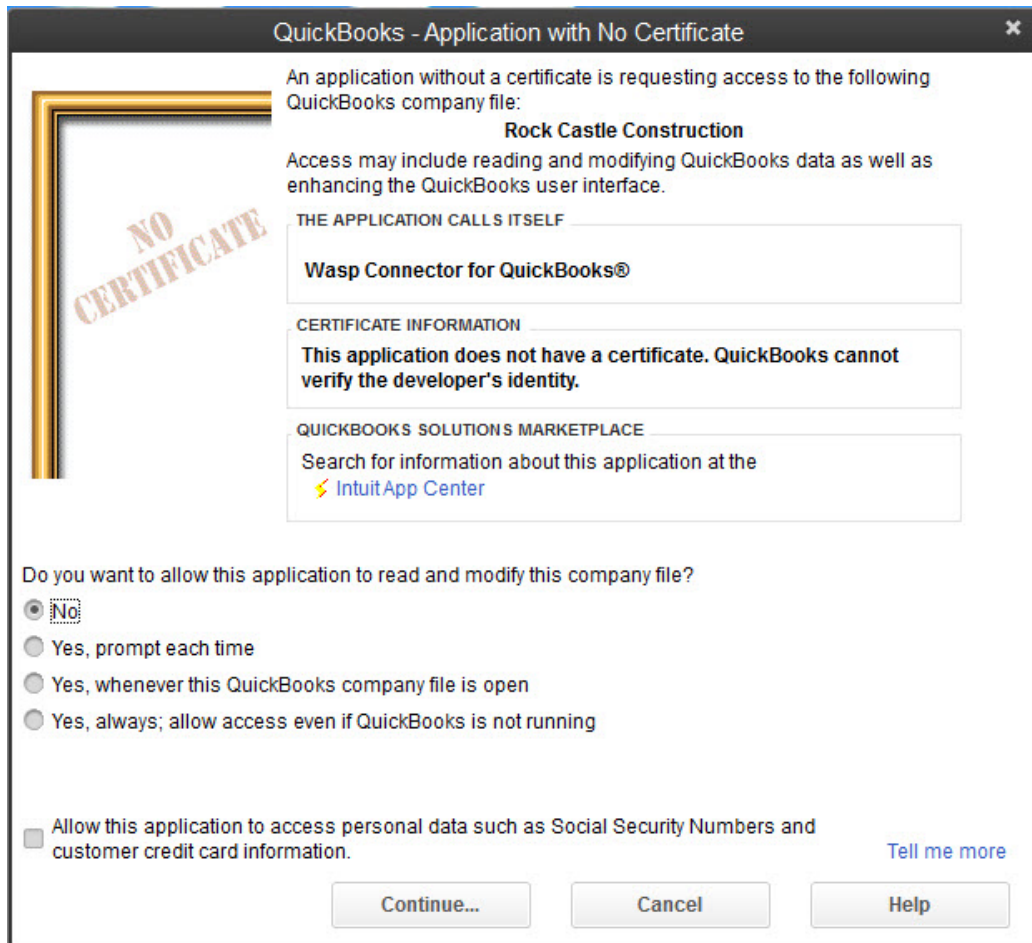 QuickBooks - Application with No Certificate
An application without a certificate is requesting access to the following
QuickBooks company file:
Rock Castle Construction
Access may include reading and modifying QuickBooks data as well as
enhancing the QuickBooks user interface.
NO
CERTIFICATE
THE APPLICATION CALLS ITSELF
Wasp Connector for QuickBooks®
CERTIFICATE INFORMATION
This application does not have a certificate. QuickBooks cannot
verify the developer's identity.
QUICKBOOKS SOLUTIONS MARKETPLACE
Search for information about this application at the
Intuit App Center
Do you want to allow this application to read and modify this company file?
No
Yes, prompt each time
Yes, whenever this QuickBooks company file is open
Yes, always; allow access even if QuickBooks is not running
Allow this application to access personal data such as Social Security Numbers and
customer credit card information.
Tell me more
Continue...
Cancel
Help